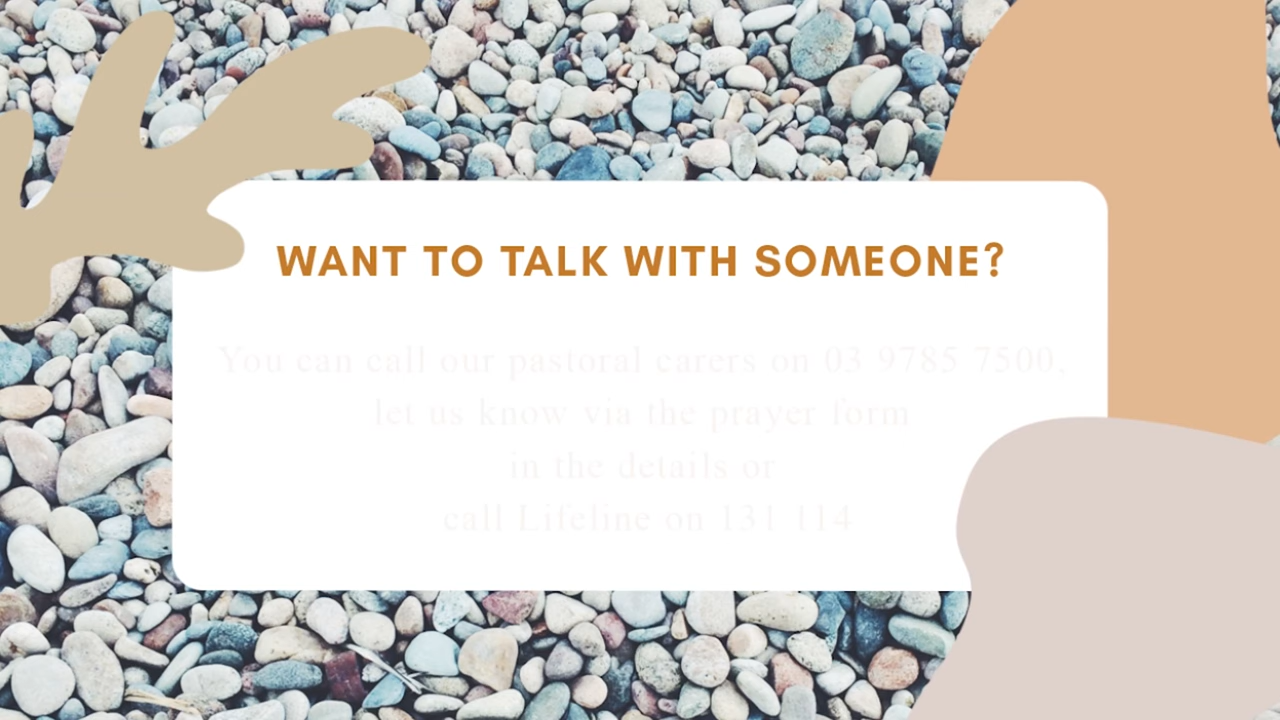 WANT TO TALK WITH SOMEONE?
You can call our pastoral carers on 03 9785 7500,
let us know via the prayer form
in the details or
call Lifeline on 131 114